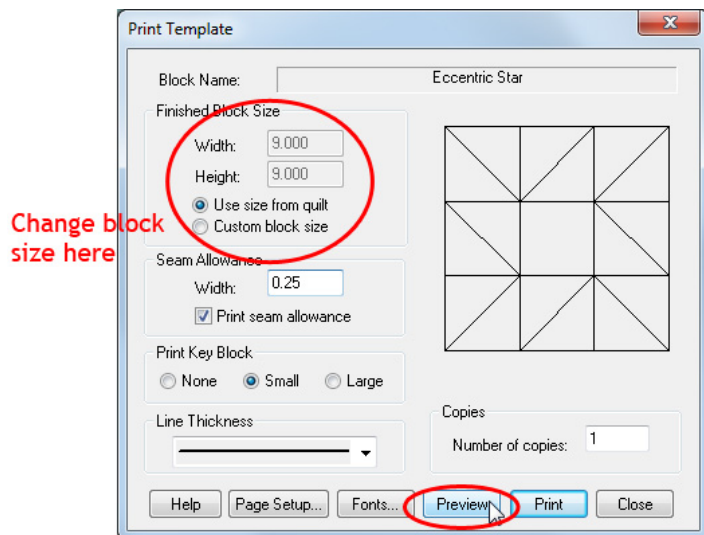 Print Template
Block Name: Eccentric Star
Finished Block Size
Width: 9.000
Height: 9.000
Use size from quilt
Custom block size
Change block
size here
Seam Allowance
Width: 0.25
Print seam allowance
Print Key Block
None Small Large
Line Thickness
Copies
Number of copies: 1
Help Page Setup... Fonts... Preview Print Close